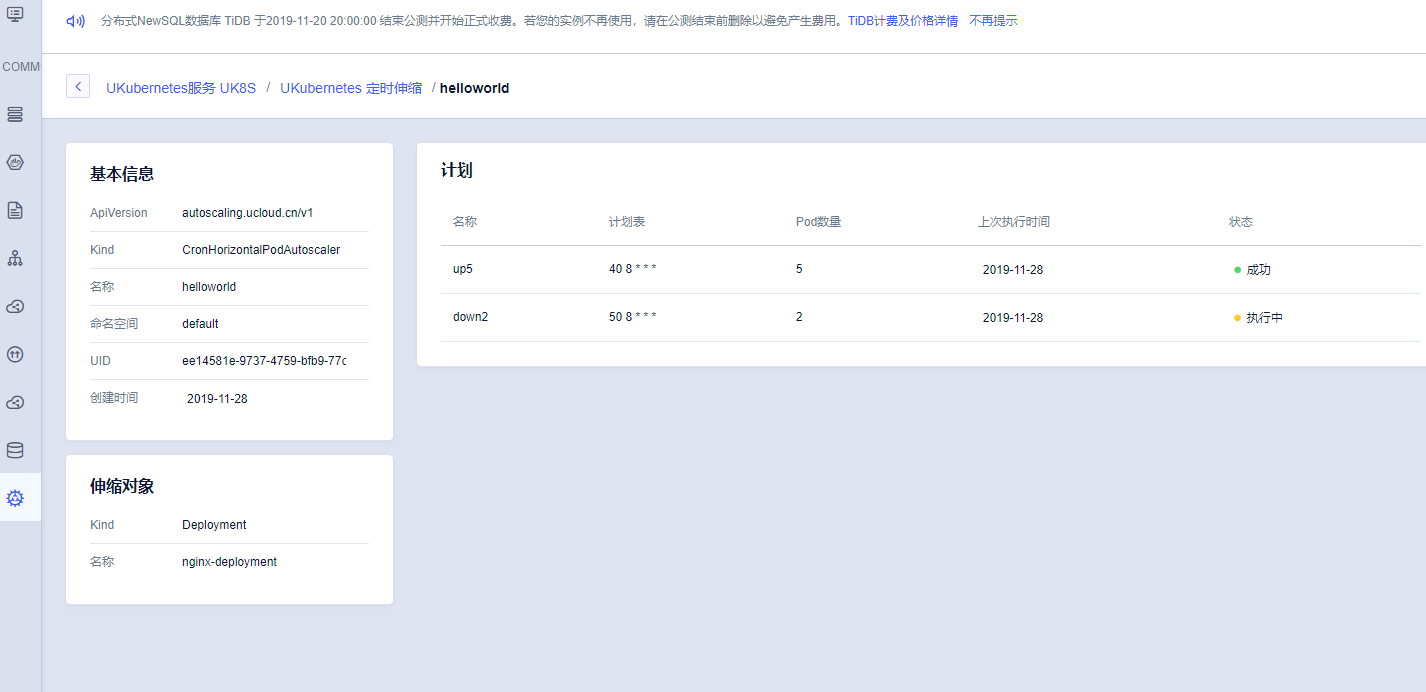 分布式NewSQL数据库 TiDB 于2019-11-20 20:00:00 结束公测并开始正式收费。若您的实例不再使用，请在公测结束前删除以避免产生费用。TiDB计费及价格详情 不再提示
COMM
UKubernetes服务 UK8S / UKubernetes 定时伸缩 / helloworld
基本信息
ApiVersion autoscaling.ucloud.cn/v1
Kind CronHorizontalPodAutoscaler
名称 helloworld
命名空间 default
UID ee14581e-9737-4759-bfb9-77c
创建时间 2019-11-28
伸缩对象
Kind Deployment
名称 nginx-deployment
计划
名称 计划表 Pod数量 上次执行时间 状态
up5 40 8 * * * 5 2019-11-28 成功
down2 50 8 * * * 2 2019-11-28 执行中